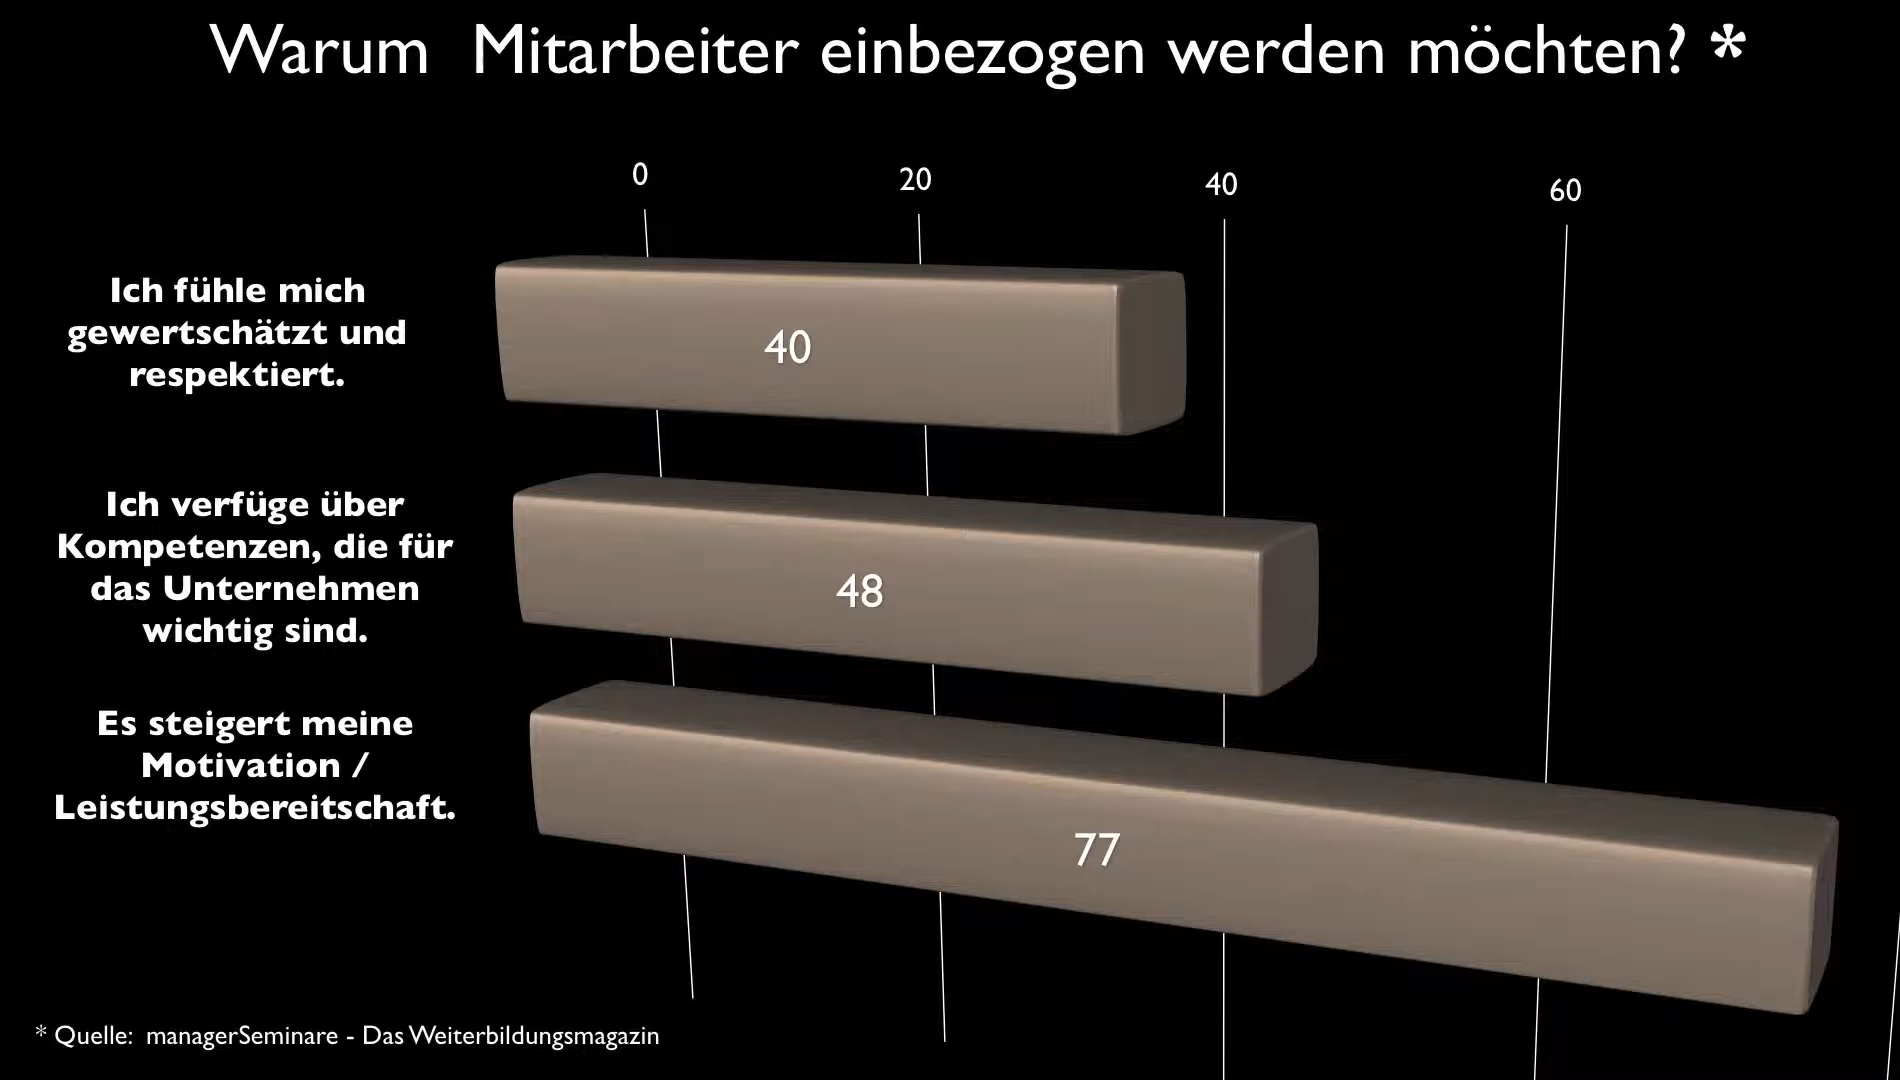 Warum Mitarbeiter einbezogen werden möchten? *
0 20 40 60
Ich fühle mich
gewertschätzt und
respektiert.
40
Ich verfüge über
Kompetenzen, die für
das Unternehmen
wichtig sind.
48
Es steigert meine
Motivation /
Leistungsbereitschaft.
77
* Quelle: managerSeminare - Das Weiterbildungsmagazin